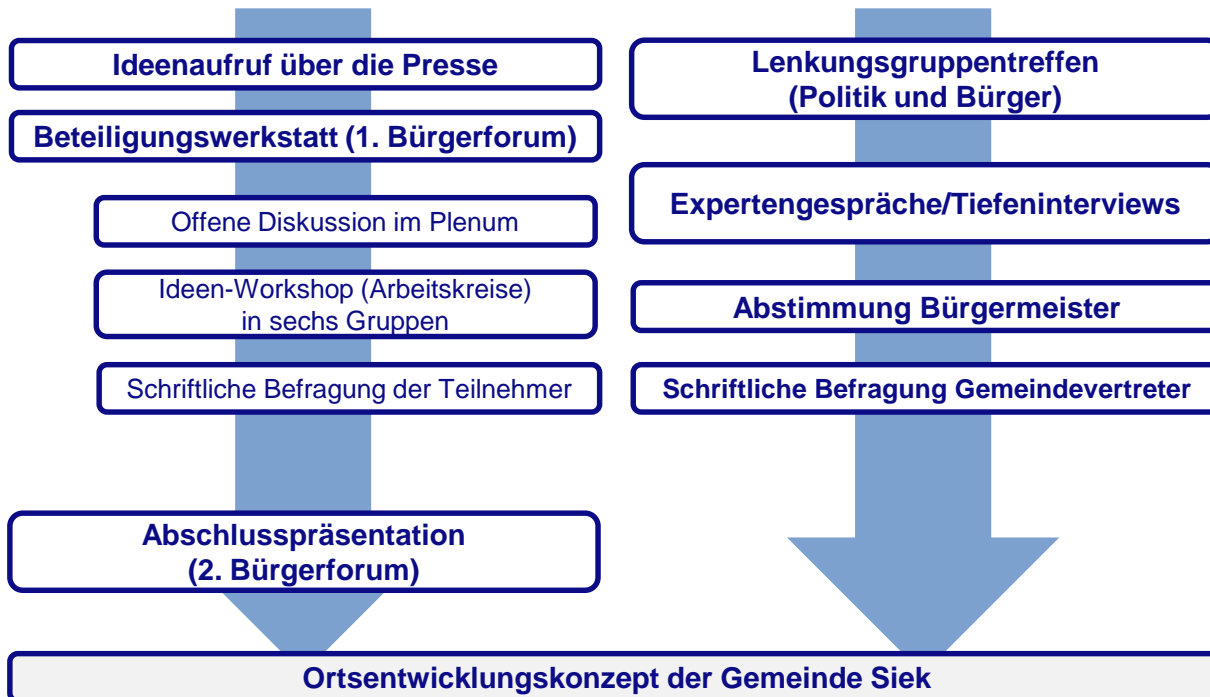 Ideenaufruf über die Presse
Beteiligungswerkstatt (1. Bürgerforum)
Offene Diskussion im Plenum
Ideen-Workshop (Arbeitskreise)
in sechs Gruppen
Schriftliche Befragung der Teilnehmer
Abschlusspräsentation
(2. Bürgerforum)
Lenkungsgruppentreffen
(Politik und Bürger)
Expertengespräche/Tiefeninterviews
Abstimmung Bürgermeister
Schriftliche Befragung Gemeindevertreter
Ortsentwicklungskonzept der Gemeinde Siek